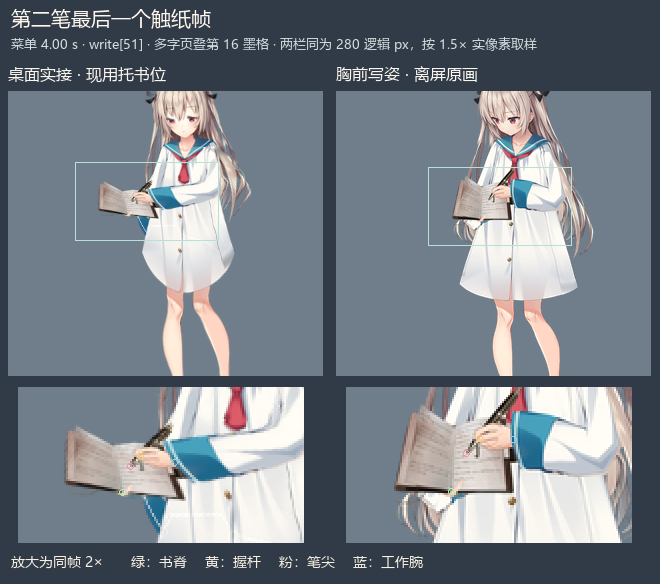 第二笔最后一个触纸帧
菜单 4.00 s · write[51] · 多字页叠第 16 墨格 · 两栏同为 280 逻辑 px，按 1.5× 实像素取样
桌面实接 · 现用托书位
胸前写姿 · 离屏原画
放大为同帧 2× 绿：书脊 黄：握杆 粉：笔尖 蓝：工作腕